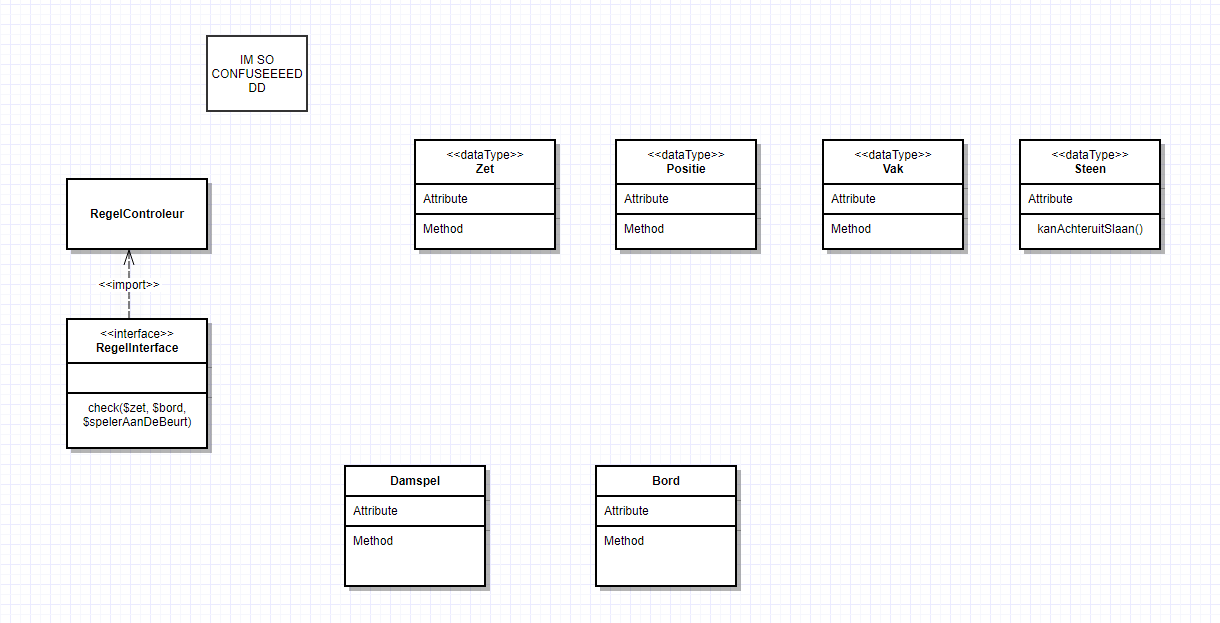 IM SO
CONFUSEEEED
DD
<<dataType>>
Zet
Attribute
Method
<<dataType>>
Positie
Attribute
Method
<<dataType>>
Vak
Attribute
Method
<<dataType>>
Steen
Attribute
kanAchteruitSlaan()
RegelControleur
<<import>>
<<interface>>
RegelInterface
check($zet, $bord,
$spelerAanDeBeurt)
Damspel
Attribute
Method
Bord
Attribute
Method